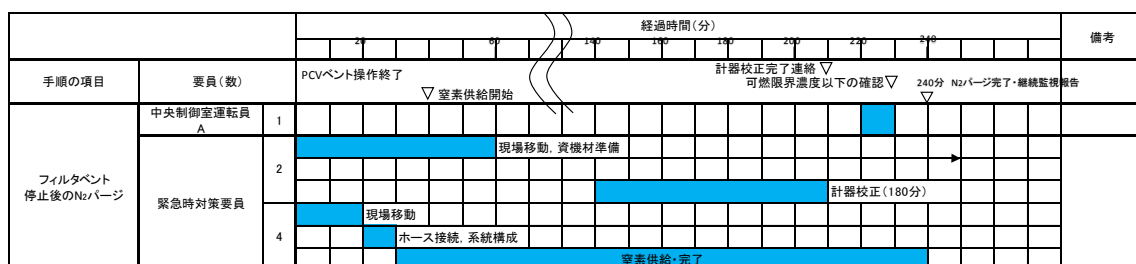 経過時間(分)
備考
20
60
140
160
180
200
220
240
手順の項目
要員(数)
PCVベント操作終了
計器校正完了連絡 ▽
可燃限界濃度以下の確認 ▽
240分 N2パージ完了・継続監視報告
▽ 窒素供給開始
▽
中央制御室運転員
A
1
フィルタベント
停止後のN2パージ
緊急時対策要員
2
現場移動, 資機材準備
計器校正(180分)
4
現場移動
ホース接続, 系統構成
窒素供給・完了